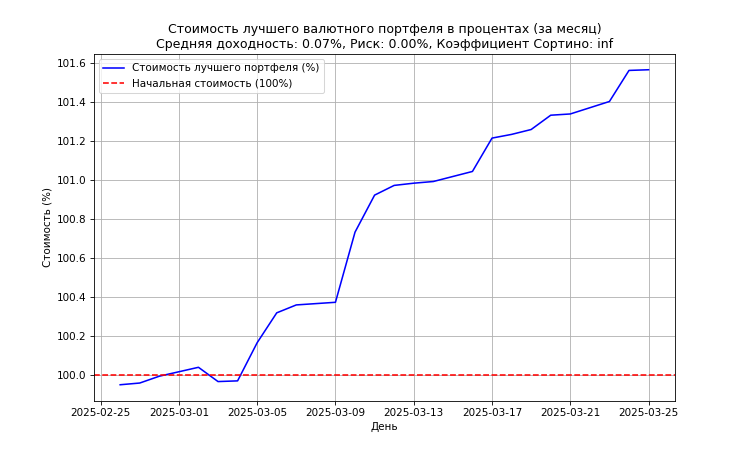 Стоимость лучшего валютного портфеля в процентах (за месяц)
Средняя доходность: 0.07%, Риск: 0.00%, Коэффициент Сортино: inf
Стоимость лучшего портфеля (%)
Начальная стоимость (100%)
Стоимость (%)
101.6
101.4
101.2
101.0
100.8
100.6
100.4
100.2
100.0
2025-02-25
2025-03-01
2025-03-05
2025-03-09
2025-03-13
2025-03-17
2025-03-21
2025-03-25
День